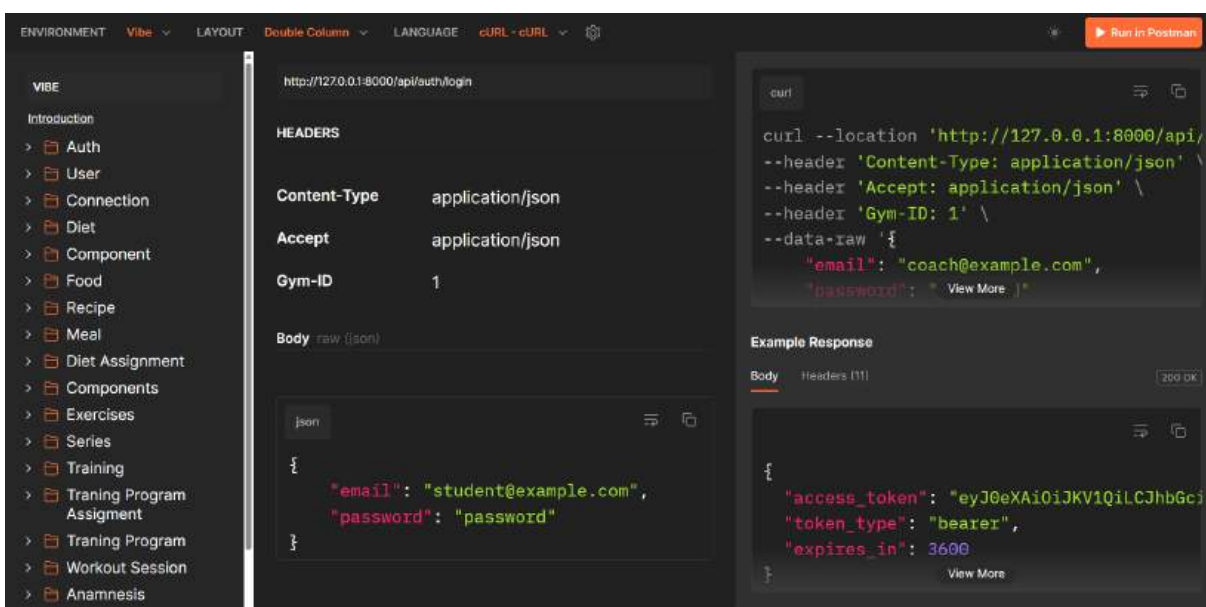 ENVIRONMENT Vibe LAYOUT Double Column LANGUAGE cURL - cURL Run in Postman
VIBE
Introduction
Auth
User
Connection
Diet
Component
Food
Recipe
Meal
Diet Assignment
Components
Exercises
Series
Training
Traning Program
Assigment
Traning Program
Workout Session
Anamnesis
http://127.0.0.1:8000/api/auth/login
HEADERS
Content-Type application/json
Accept application/json
Gym-ID 1
Body raw (json)
json
{
"email": "student@example.com",
"password": "password"
}
curl
curl --location 'http://127.0.0.1:8000/api/
--header 'Content-Type: application/json' \
--header 'Accept: application/json' \
--header 'Gym-ID: 1' \
--data-raw '{
"email": "coach@example.com",
"password": "
View More
Example Response
Body Headers (11) 200 OK
{
"access_token": "eyJ0eXAiOiJKV1QiLCJhbGci
"token_type": "bearer",
"expires_in": 3600
}
View More